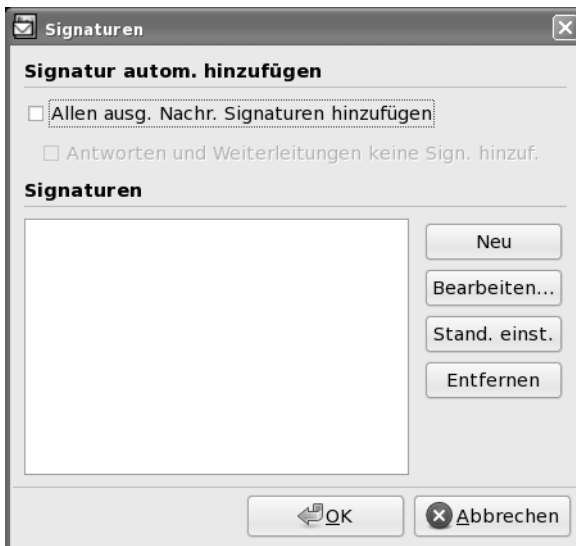 Signaturen
Signatur autom. hinzufügen
Allen ausg. Nachr. Signaturen hinzufügen
Antworten und Weiterleitungen keine Sign. hinzuf.
Signaturen
Neu
Bearbeiten...
Stand. einst.
Entfernen
OK
Abbrechen